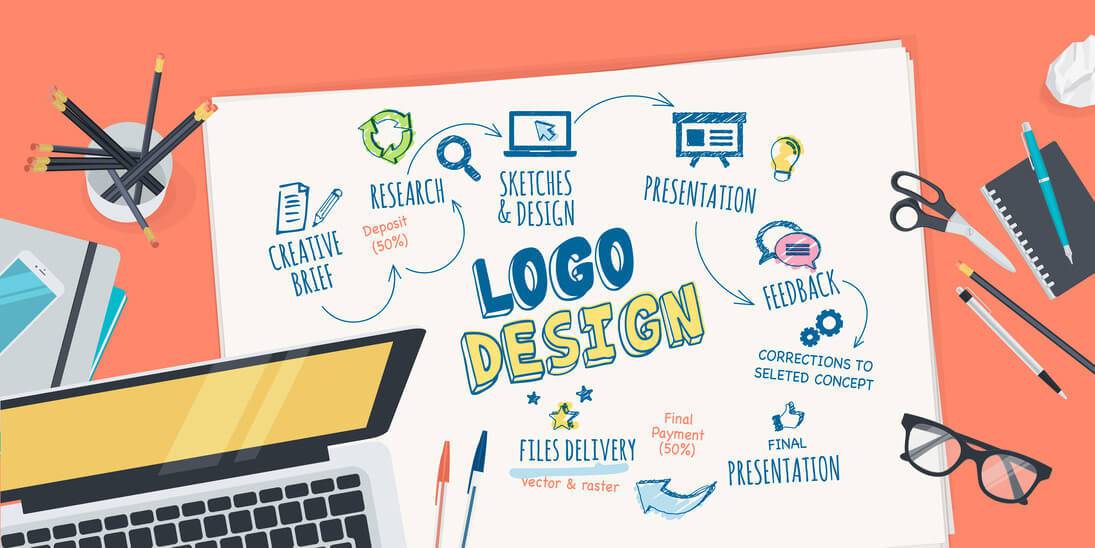 CREATIVE
BRIEF
Deposit
(50%)
RESEARCH
SKETCHES
& DESIGN
PRESENTATION
FEEDBACK
CORRECTIONS TO
SELETED CONCEPT
FINAL
PRESENTATION
Final
Payment
(50%)
FILES DELIVERY
vector & raster
LOGO
DESIGN